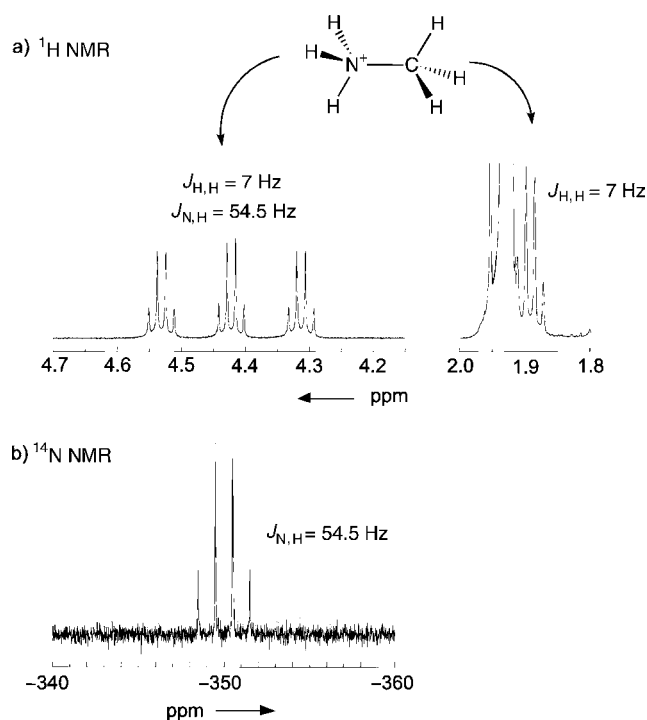 a) ¹H NMR
H
H
H
H
N⁺
C
H
H
J_H,H = 7 Hz
J_N,H = 54.5 Hz
J_H,H = 7 Hz
4.7 4.6 4.5 4.4 4.3 4.2
2.0 1.9 1.8
ppm
b) ¹⁴N NMR
J_N,H = 54.5 Hz
−340 −350 −360
ppm